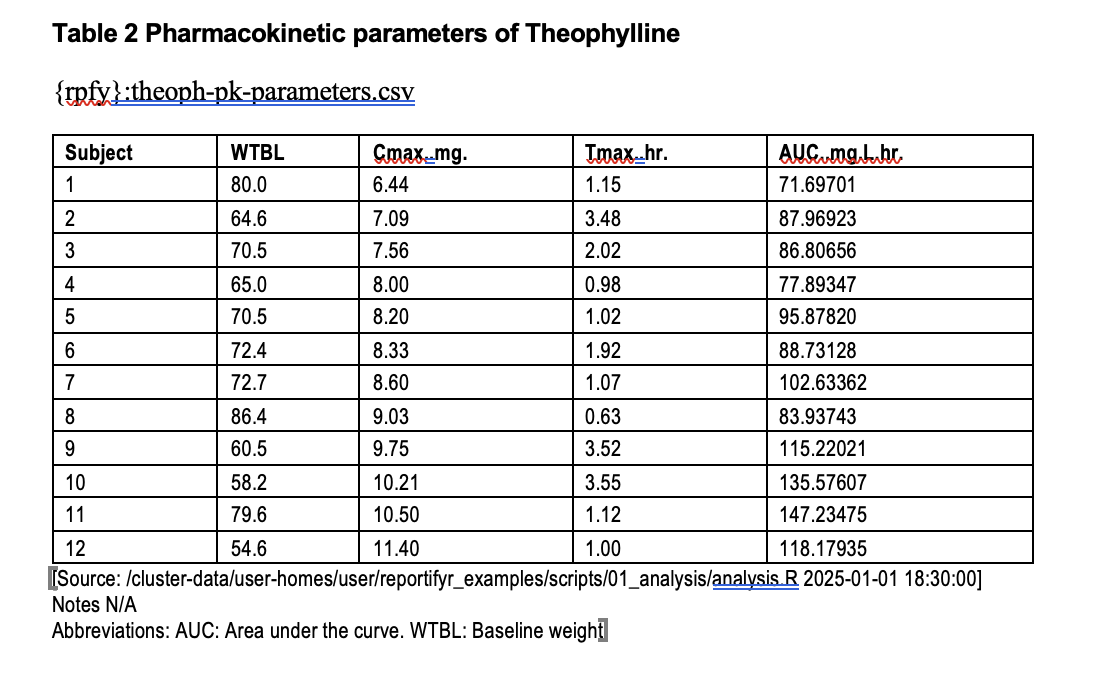 Table 2 Pharmacokinetic parameters of Theophylline
{rpfy}:theoph-pk-parameters.csv
Subject WTBL Cmax..mg. Tmax..hr. AUC..mg.L.hr.
1 80.0 6.44 1.15 71.69701
2 64.6 7.09 3.48 87.96923
3 70.5 7.56 2.02 86.80656
4 65.0 8.00 0.98 77.89347
5 70.5 8.20 1.02 95.87820
6 72.4 8.33 1.92 88.73128
7 72.7 8.60 1.07 102.63362
8 86.4 9.03 0.63 83.93743
9 60.5 9.75 3.52 115.22021
10 58.2 10.21 3.55 135.57607
11 79.6 10.50 1.12 147.23475
12 54.6 11.40 1.00 118.17935
[Source: /cluster-data/user-homes/user/reportifyr_examples/scripts/01_analysis/analysis.R 2025-01-01 18:30:00]
Notes N/A
Abbreviations: AUC: Area under the curve. WTBL: Baseline weight